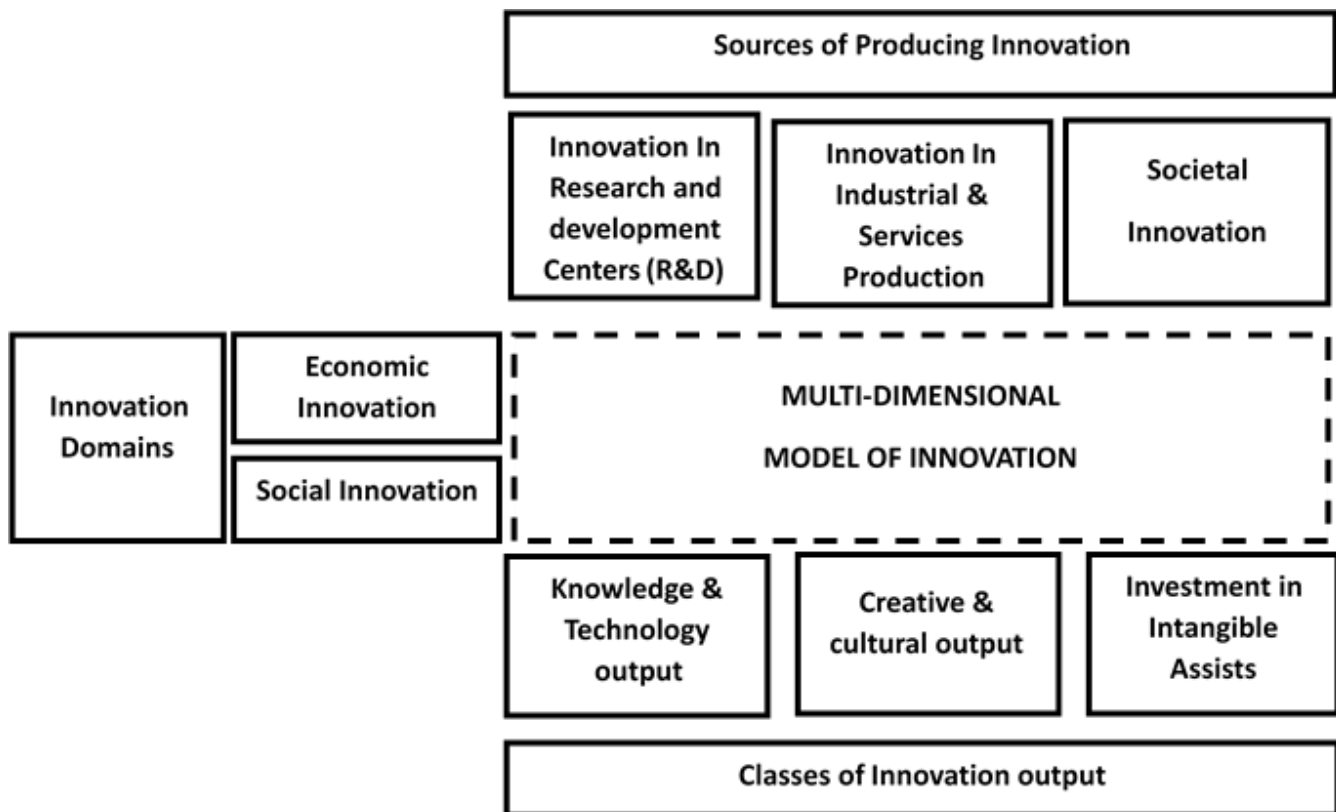 Sources of Producing Innovation
Innovation In
Research and
development
Centers (R&D)
Innovation In
Industrial &
Services
Production
Societal
Innovation
Innovation
Domains
Economic
Innovation
Social Innovation
MULTI-DIMENSIONAL
MODEL OF INNOVATION
Knowledge &
Technology
output
Creative &
cultural output
Investment in
Intangible
Assists
Classes of Innovation output